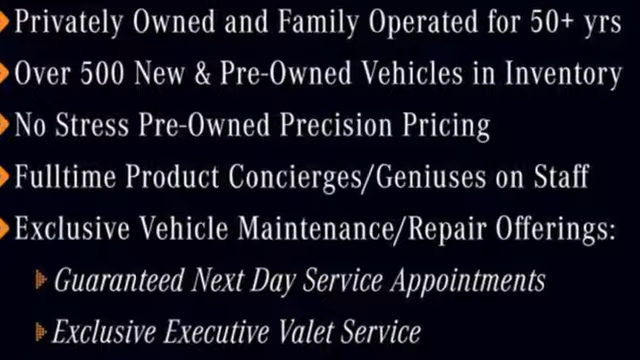 Privately Owned and Family Operated for 50+ yrs
Over 500 New & Pre-Owned Vehicles in Inventory
No Stress Pre-Owned Precision Pricing
Fulltime Product Concierges/Geniuses on Staff
Exclusive Vehicle Maintenance/Repair Offerings:
Guaranteed Next Day Service Appointments
Exclusive Executive Valet Service